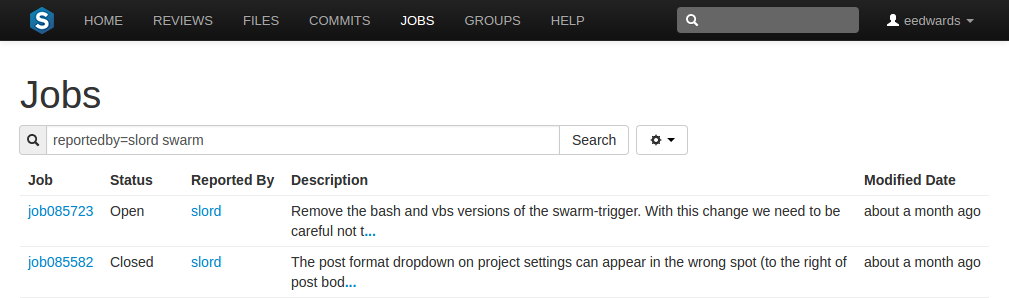 S HOME REVIEWS FILES COMMITS JOBS GROUPS HELP eedwards
Jobs
reportedby=slord swarm Search
Job Status Reported By Description Modified Date
job085723 Open slord Remove the bash and vbs versions of the swarm-trigger. With this change we need to be about a month ago
careful not t...
job085582 Closed slord The post format dropdown on project settings can appear in the wrong spot (to the right of about a month ago
post bod...